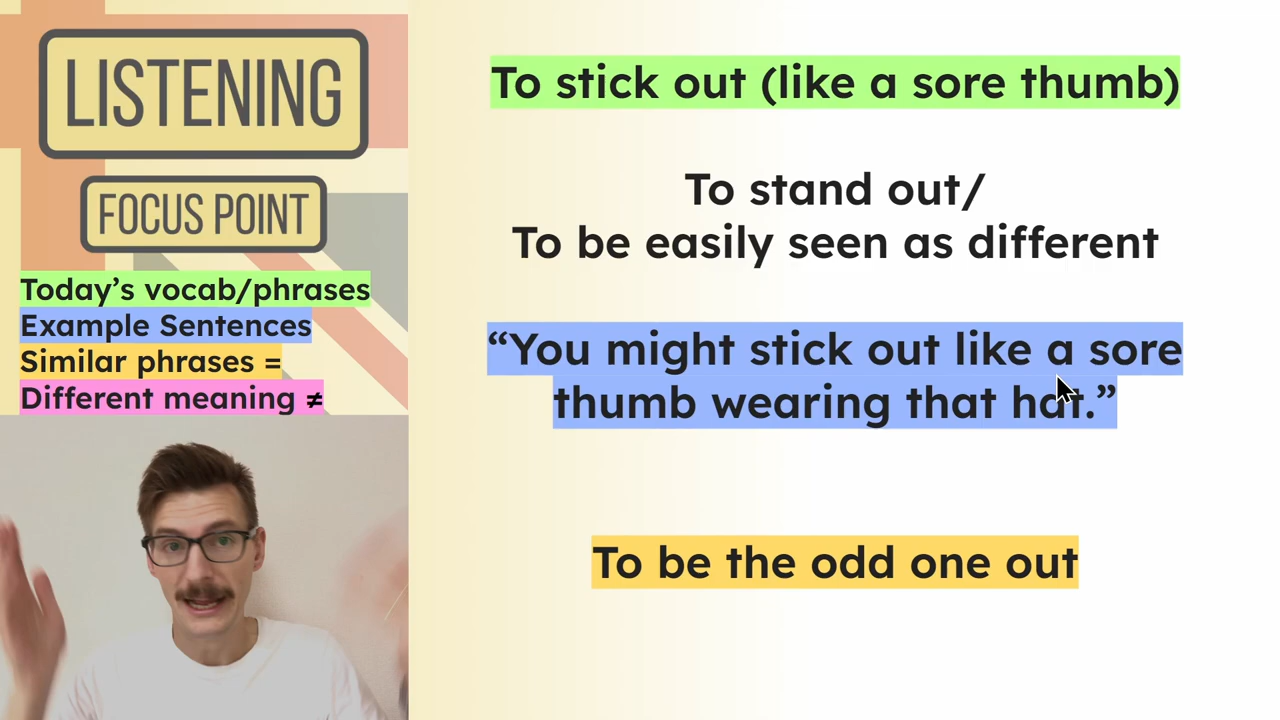 LISTENING
FOCUS POINT
Today’s vocab/phrases
Example Sentences
Similar phrases =
Different meaning ≠
To stick out (like a sore thumb)
To stand out/
To be easily seen as different
“You might stick out like a sore
thumb wearing that hat.”
To be the odd one out